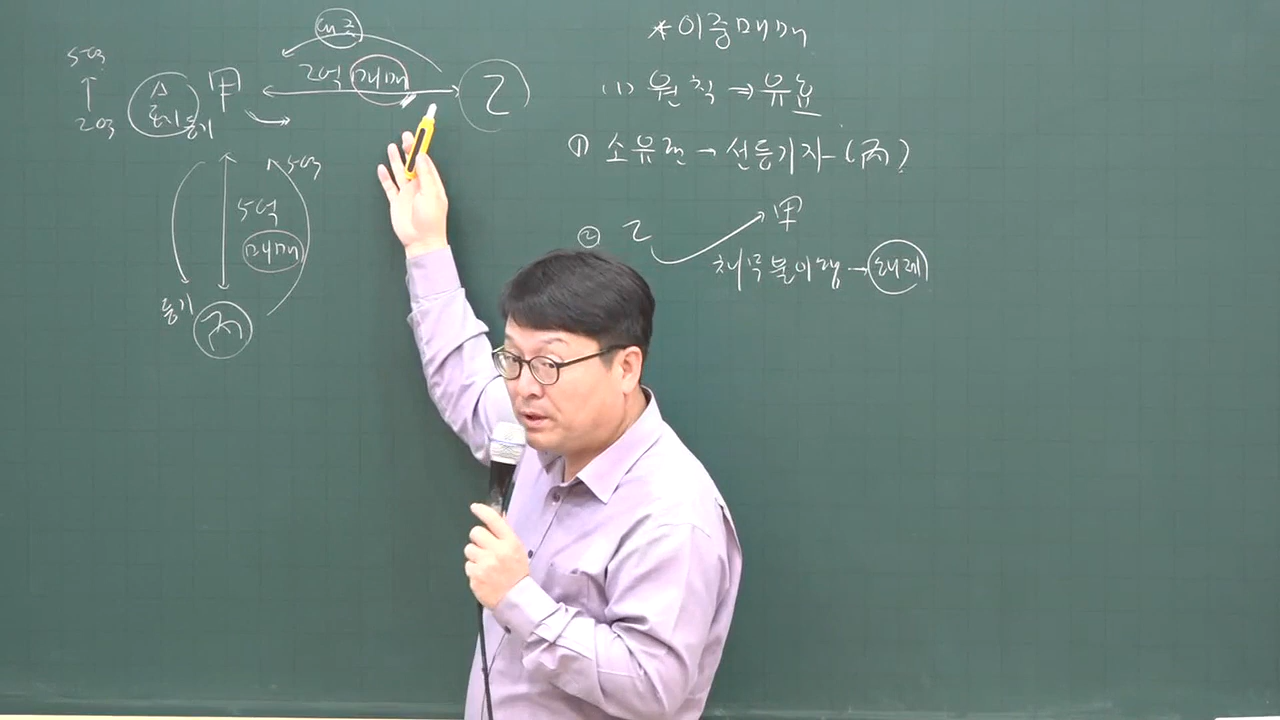 5억
↑
2억
△
토지
등기
甲
2억 매매
乙
5억
5억
매매
등기
丙
*이중매매
(1) 원칙 ⇒ 유효
① 소유권 → 선등기자 (丙)
② 乙 甲
채무불이행 → 해제